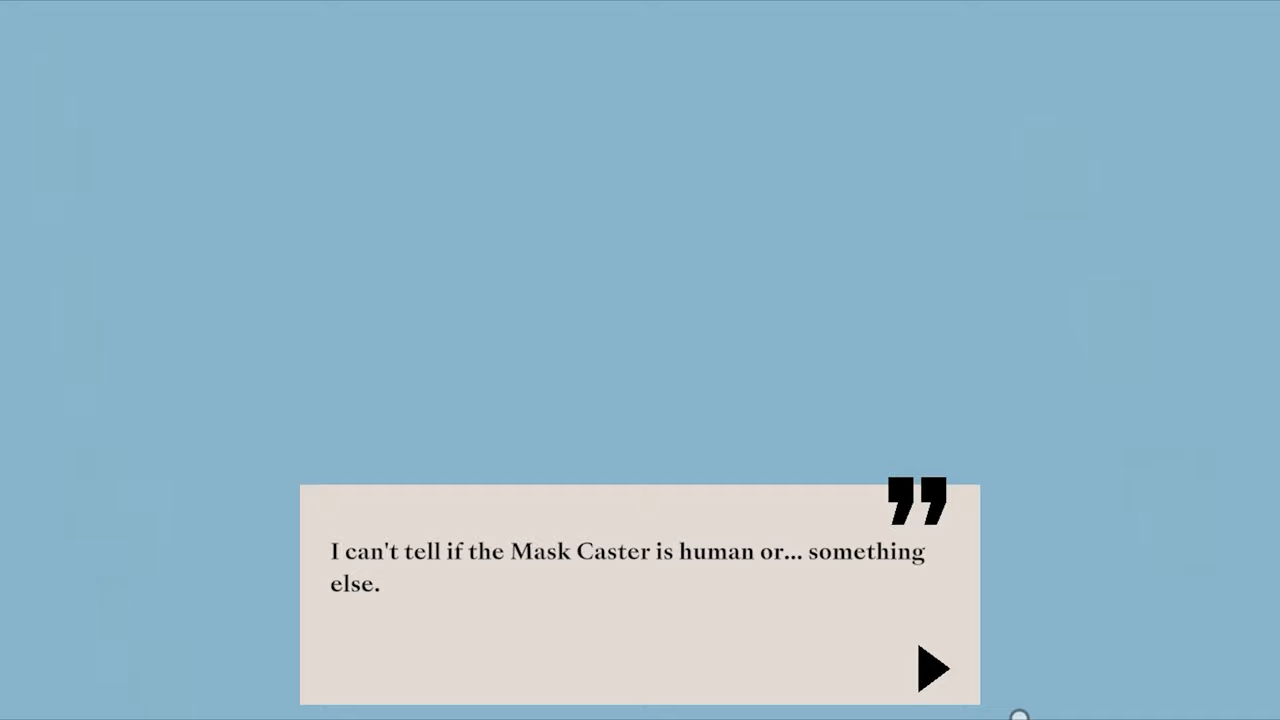 ”
I can't tell if the Mask Caster is human or... something
else.